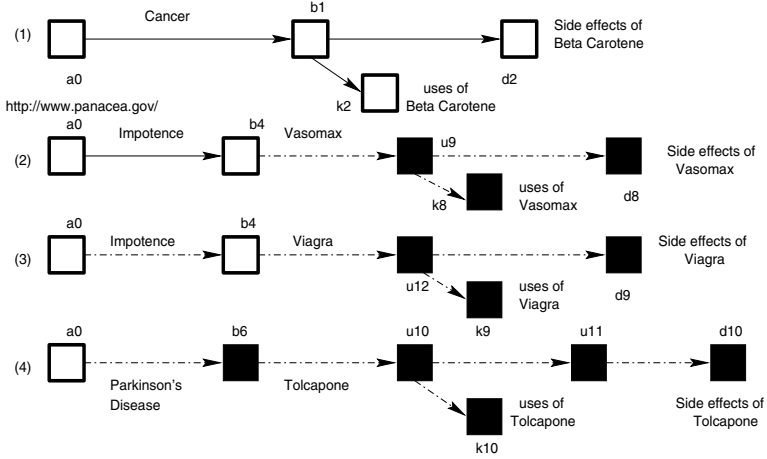 (1)
Cancer
b1
Side effects of
Beta Carotene
a0
d2
k2
uses of
Beta Carotene
http://www.panacea.gov/
(2)
a0
Impotence
b4
Vasomax
u9
Side effects of
Vasomax
k8
uses of
Vasomax
d8
(3)
a0
Impotence
b4
Viagra
u12
Side effects of
Viagra
k9
uses of
Viagra
d9
(4)
a0
b6
u10
u11
d10
Parkinson's
Disease
Tolcapone
uses of
Tolcapone
k10
Side effects of
Tolcapone